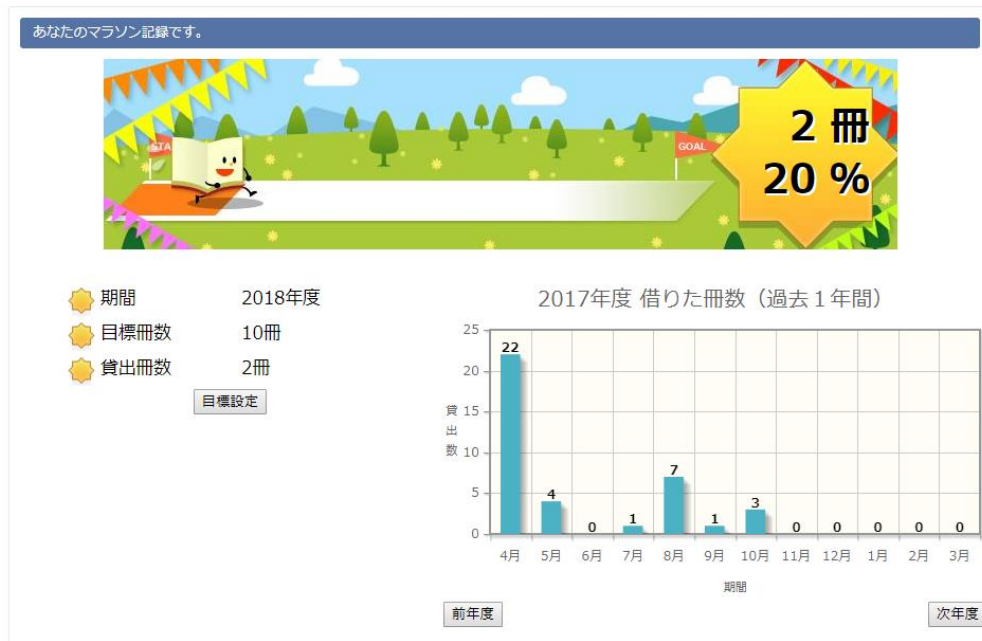 あなたのマラソン記録です。
STA
GOAL
2 冊
20 %
期間 2018年度
目標冊数 10冊
貸出冊数 2冊
目標設定
2017年度 借りた冊数（過去１年間）
25
20
15
10
5
0
貸出数
22
4
0
1
7
1
3
0
0
0
0
0
4月 5月 6月 7月 8月 9月 10月 11月 12月 1月 2月 3月
期間
前年度 次年度